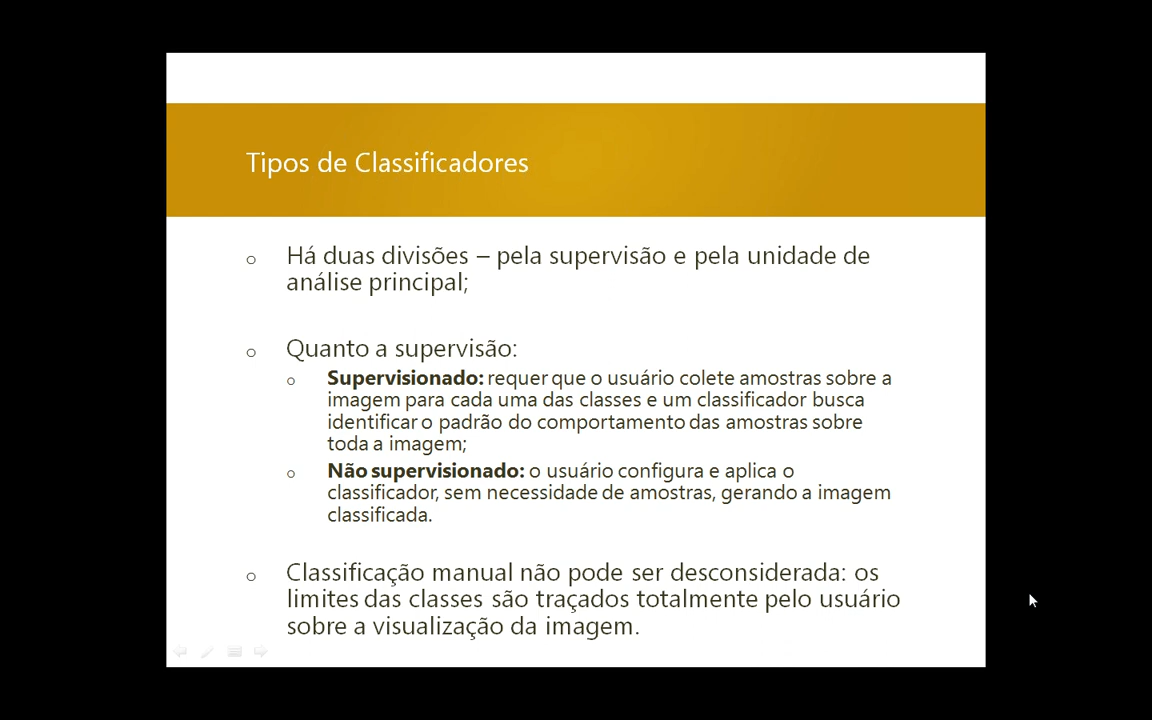 Tipos de Classificadores
Há duas divisões – pela supervisão e pela unidade de
análise principal;
Quanto a supervisão:
Supervisionado: requer que o usuário colete amostras sobre a
imagem para cada uma das classes e um classificador busca
identificar o padrão do comportamento das amostras sobre
toda a imagem;
Não supervisionado: o usuário configura e aplica o
classificador, sem necessidade de amostras, gerando a imagem
classificada.
Classificação manual não pode ser desconsiderada: os
limites das classes são traçados totalmente pelo usuário
sobre a visualização da imagem.